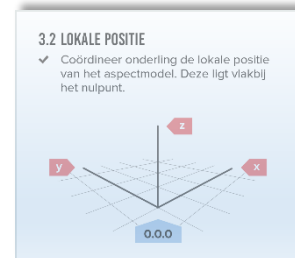 3.2 LOKALE POSITIE
✔ Coördineer onderling de lokale positie
van het aspectmodel. Deze ligt vlakbij
het nulpunt.
z
y
x
0.0.0